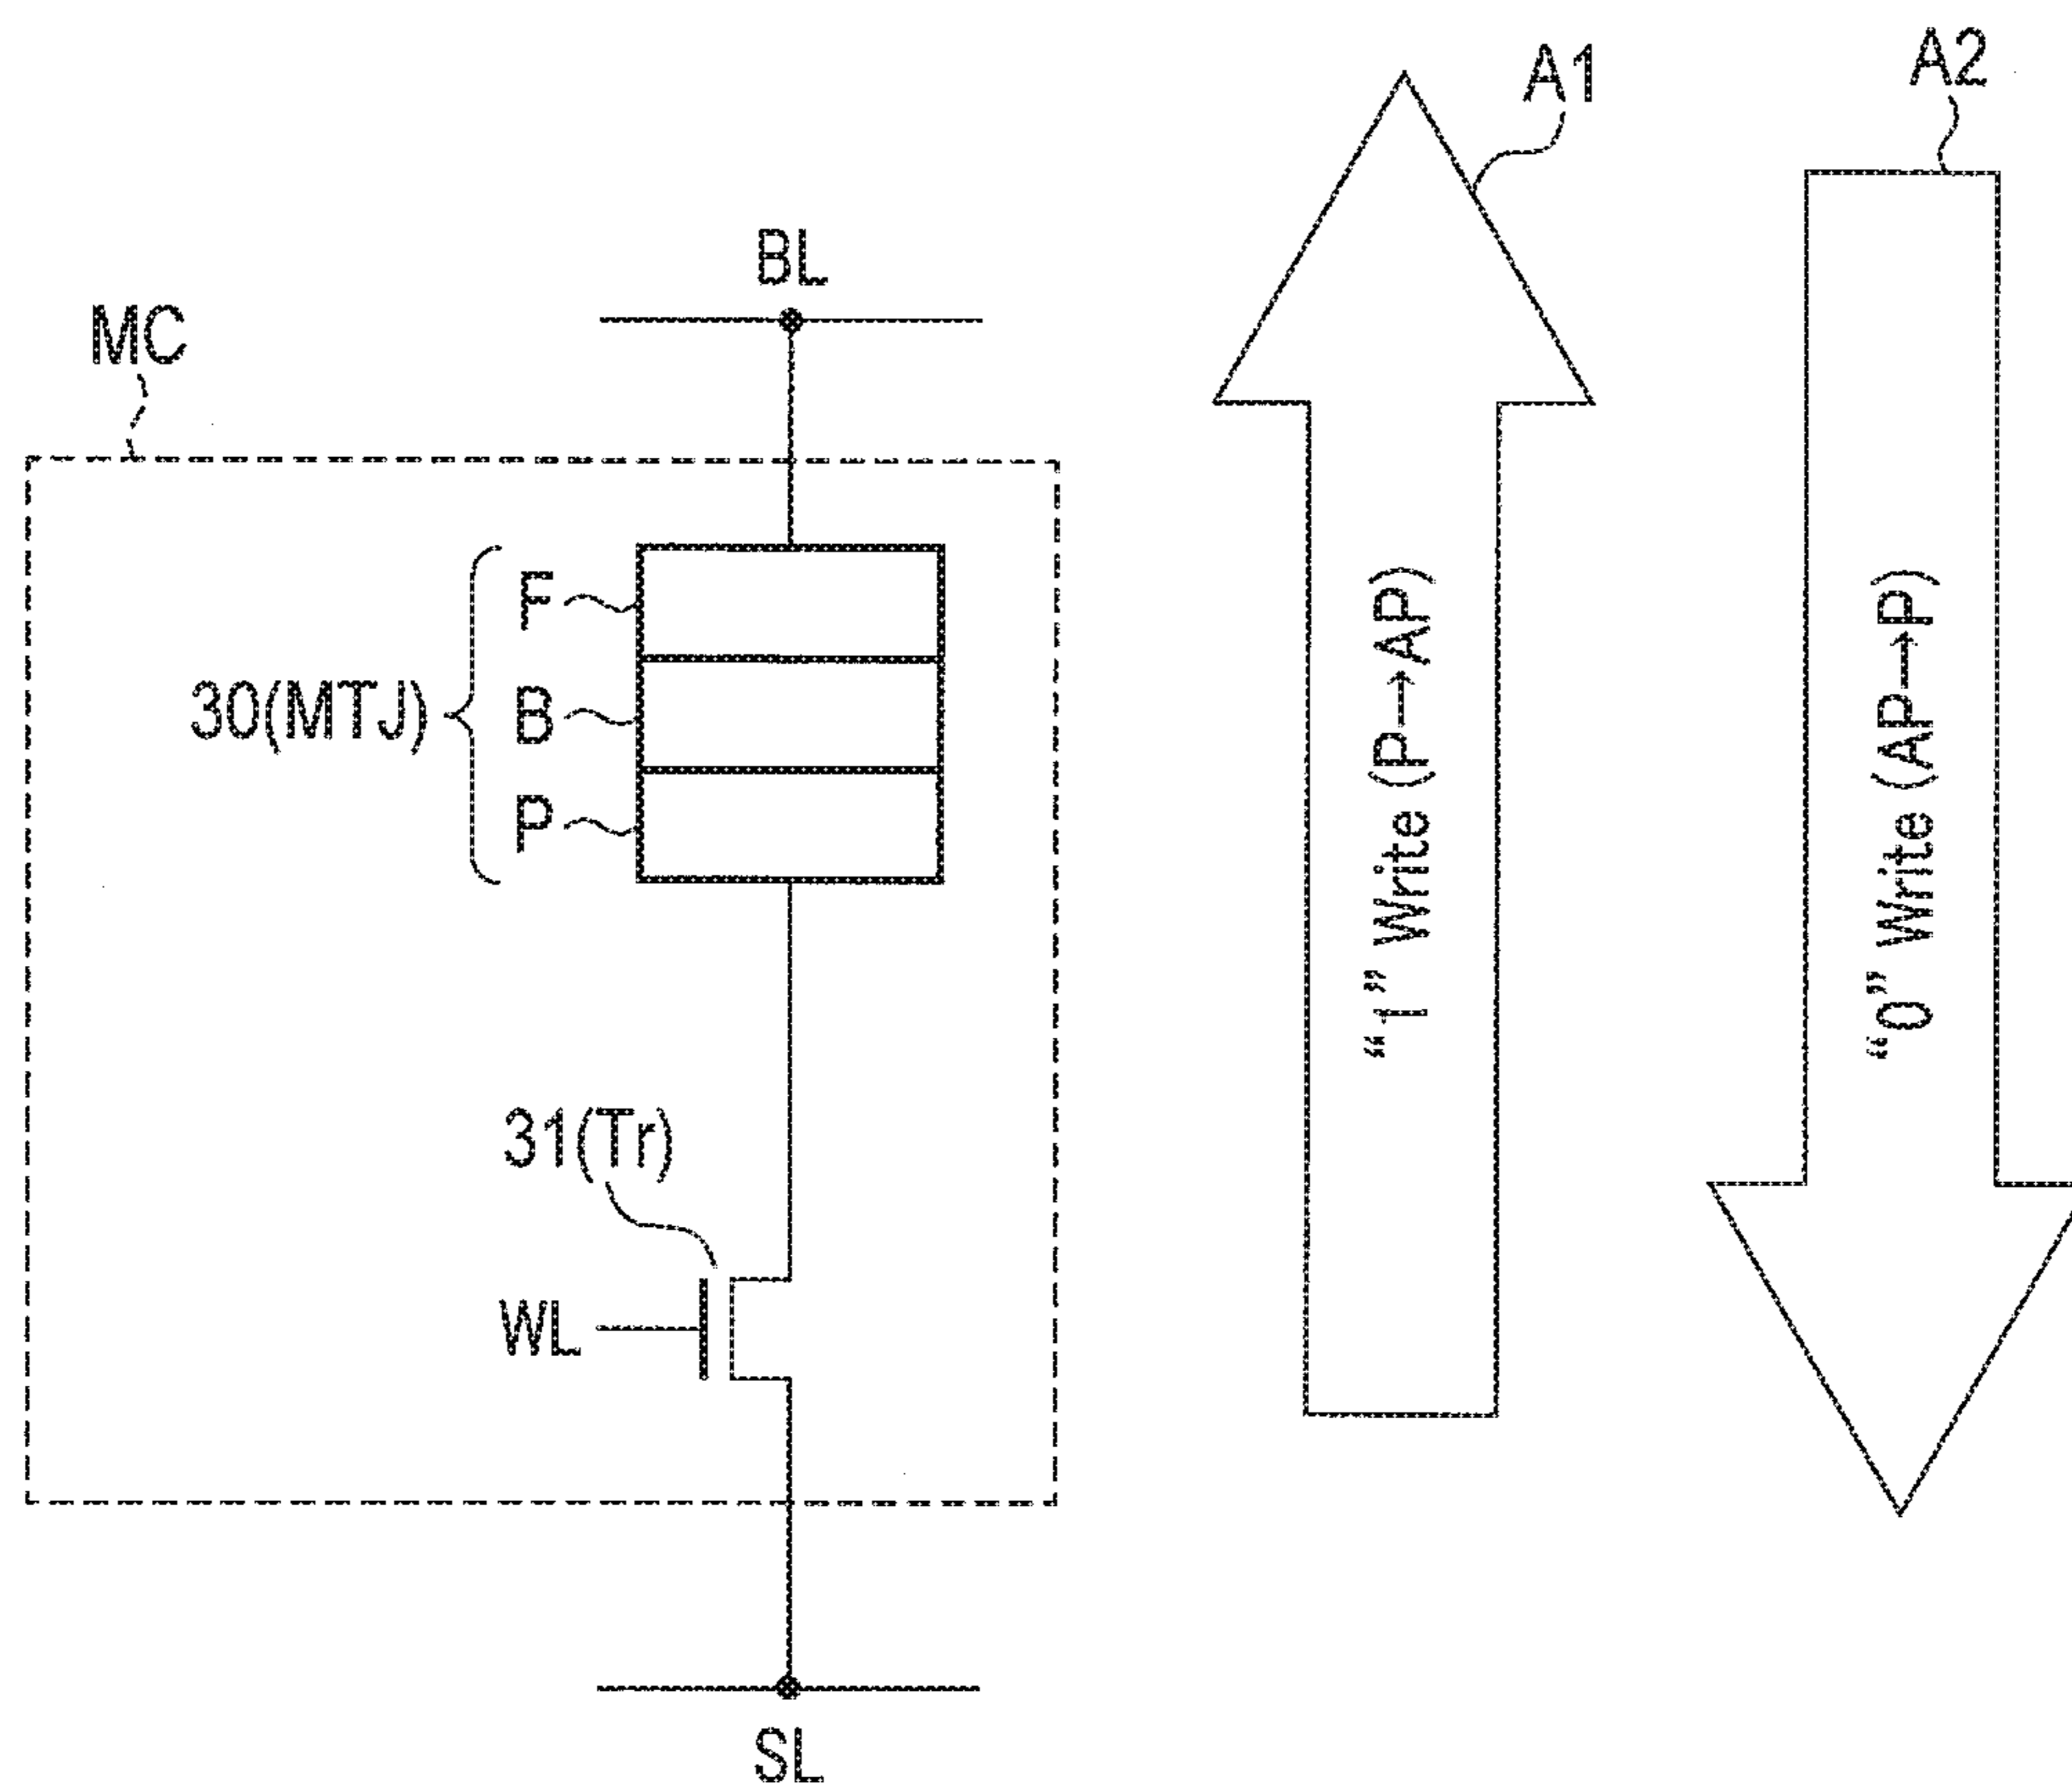 A1
A2
BL
MC
F
30(MTJ)
B
P
“1” Write (P→AP)
“0” Write (AP→P)
31(Tr)
WL
SL